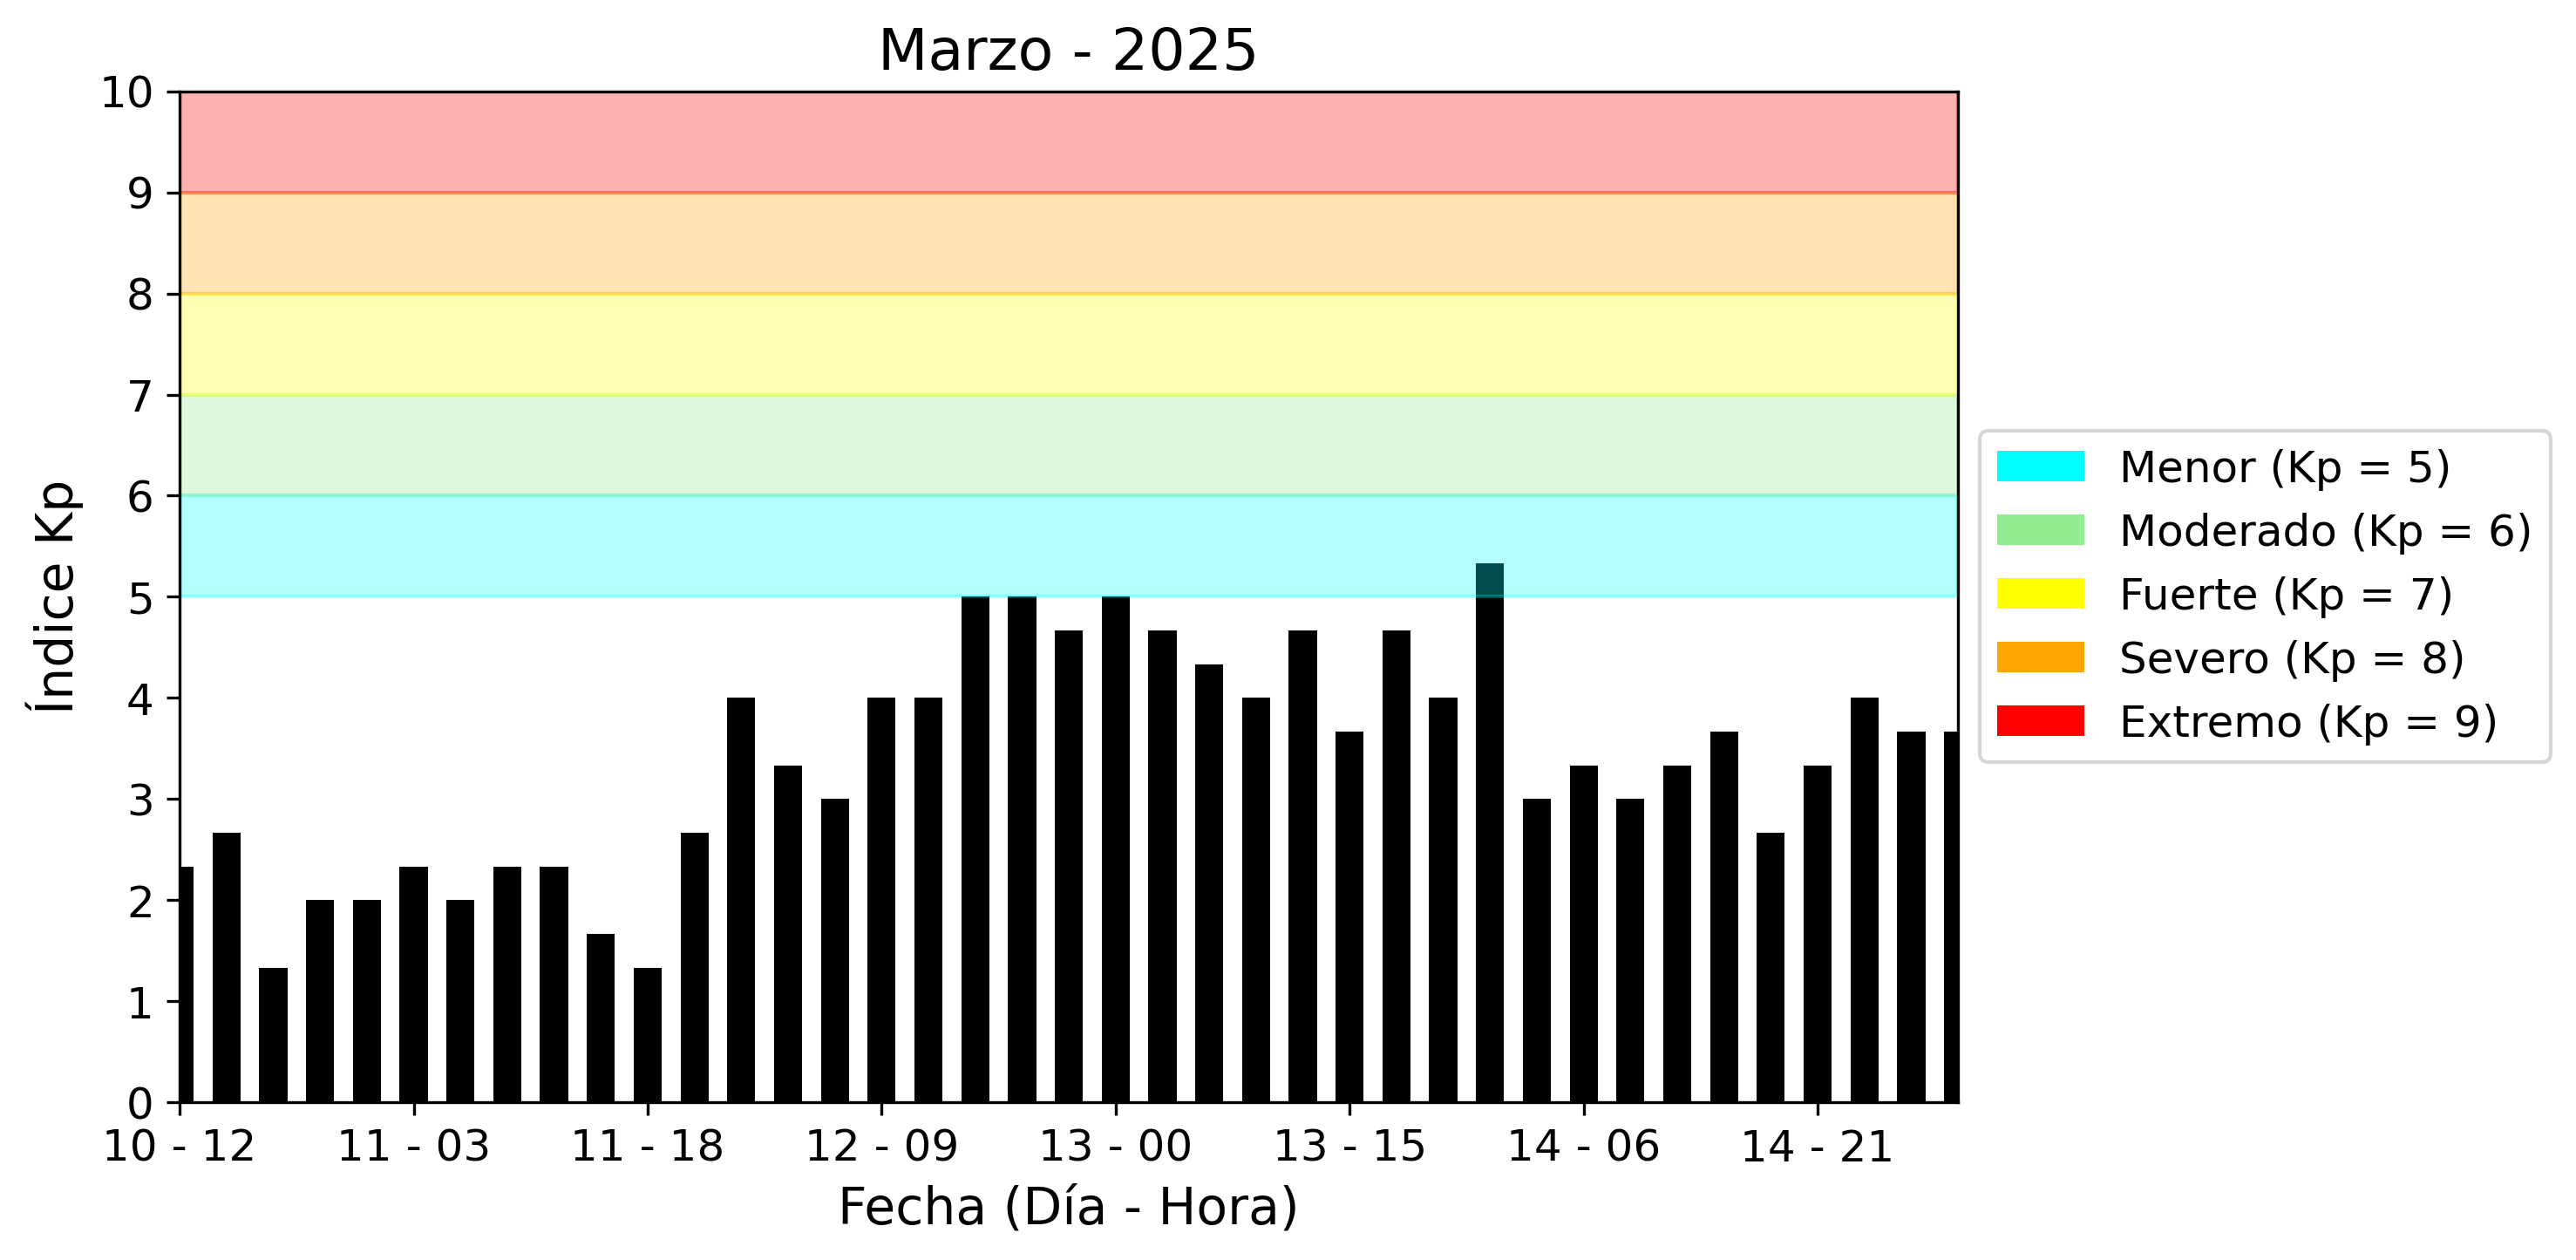 Marzo - 2025
10
9
8
7
6
5
4
3
2
1
0
Índice Kp
10 - 12
11 - 03
11 - 18
12 - 09
13 - 00
13 - 15
14 - 06
14 - 21
Fecha (Día - Hora)
Menor (Kp = 5)
Moderado (Kp = 6)
Fuerte (Kp = 7)
Severo (Kp = 8)
Extremo (Kp = 9)